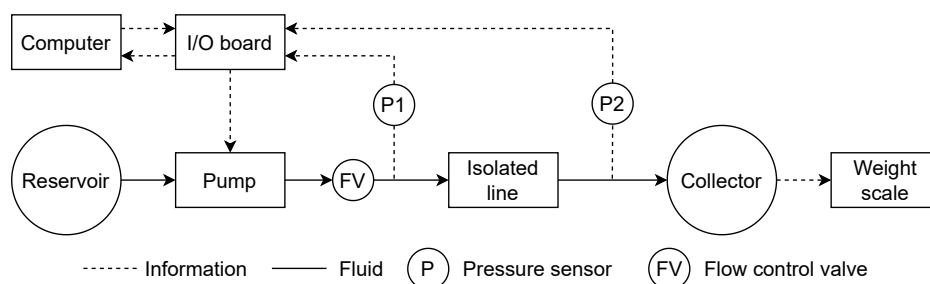 Computer
I/O board
P1
P2
Reservoir
Pump
FV
Isolated
line
Collector
Weight
scale
Information
Fluid
P
Pressure sensor
FV
Flow control valve